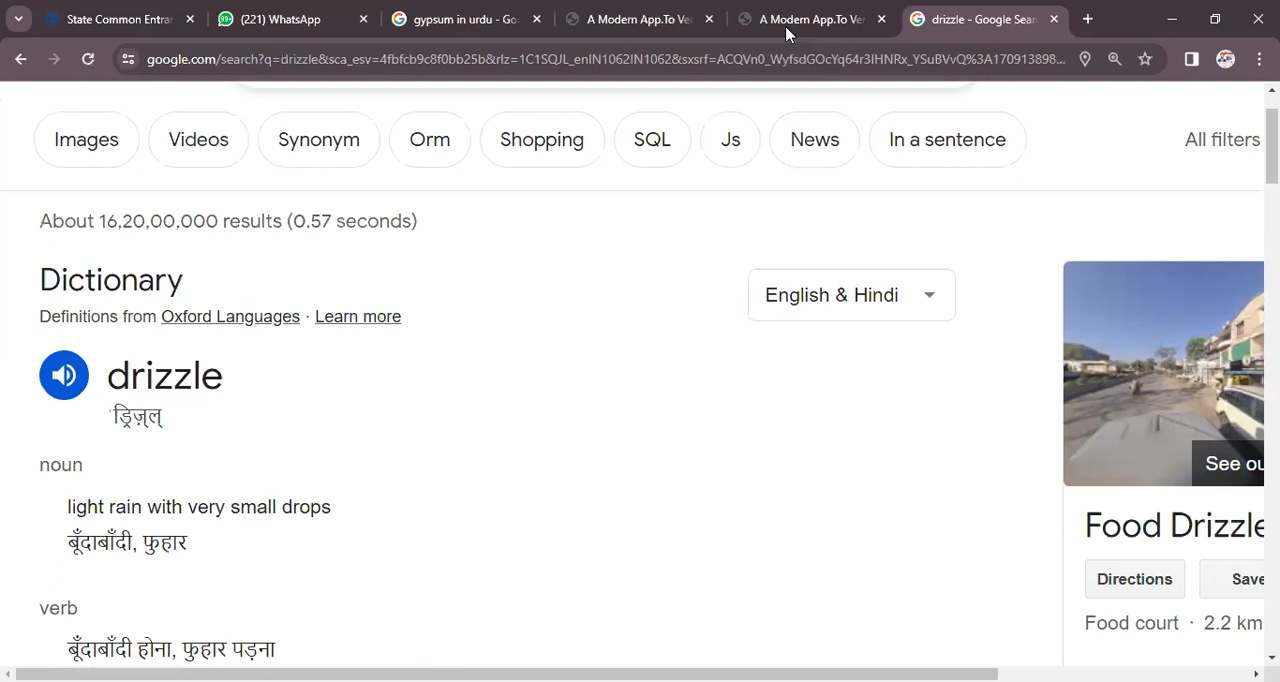 State Common Entran
(221) WhatsApp
gypsum in urdu - Go
A Modern App.To Ve
A Modern App.To Ve
drizzle - Google Sear
google.com/search?q=drizzle&sca_esv=4fbfcb9c8f0bb25b&rlz=1C1SQJL_enIN1062IN1062&sxsrf=ACQVn0_WyfsdGOcYq64r3IHNRx_YSuBVvQ%3A170913898...
Images
Videos
Synonym
Orm
Shopping
SQL
Js
News
In a sentence
All filters
About 16,20,00,000 results (0.57 seconds)
Dictionary
English & Hindi
Definitions from Oxford Languages · Learn more
drizzle
ˈड्रिज़्ल्
noun
light rain with very small drops
बूँदाबाँदी, फुहार
See ou
Food Drizzle
Directions
Save
Food court · 2.2 km
verb
बूँदाबाँदी होना, फुहार पड़ना